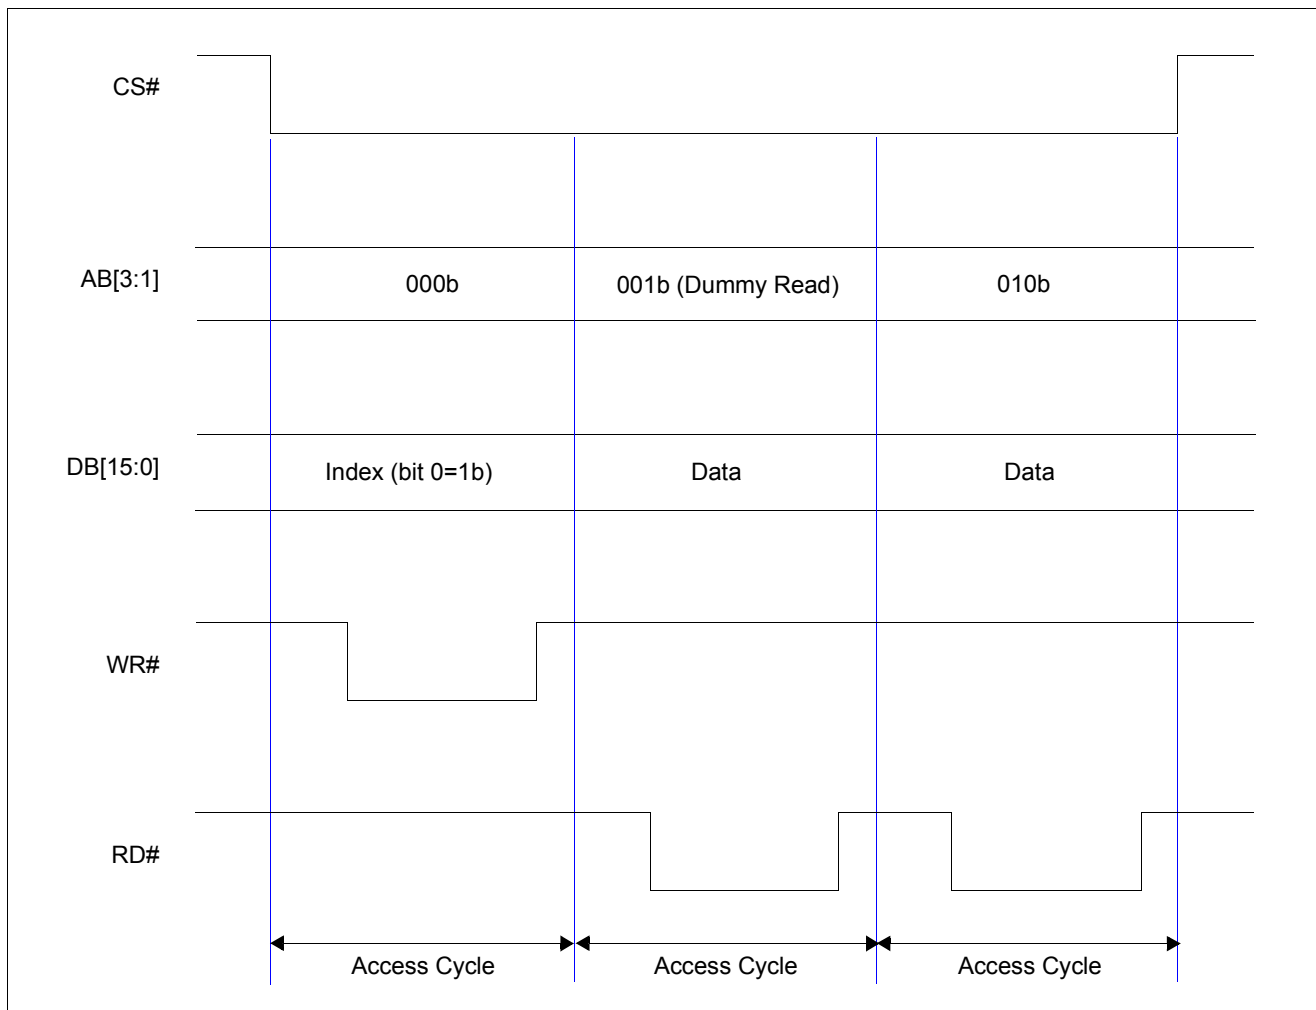 CS#
AB[3:1] 000b 001b (Dummy Read) 010b
DB[15:0] Index (bit 0=1b) Data Data
WR#
RD#
Access Cycle Access Cycle Access Cycle